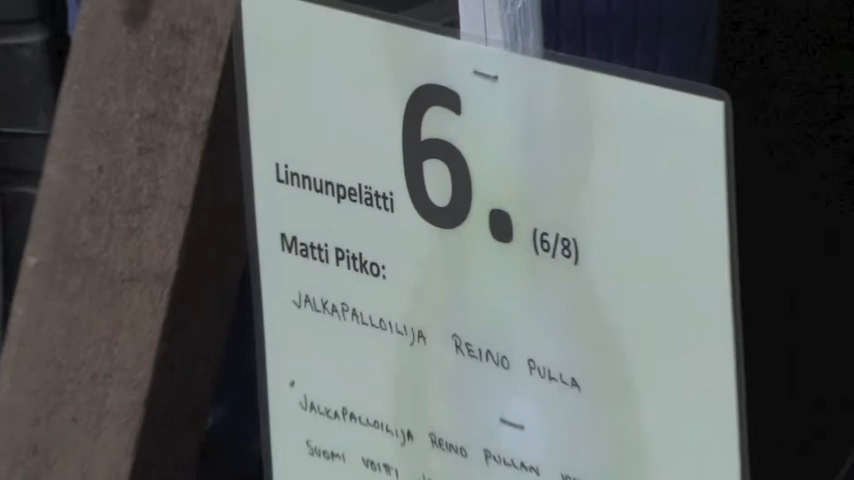 Linnunpelätti 6. (6/8)
Matti Pitko:
JALKAPALLOILIJA REINO PULLA
"JALKAPALLOILIJA REINO PULLAN
SUOMI VOITTI